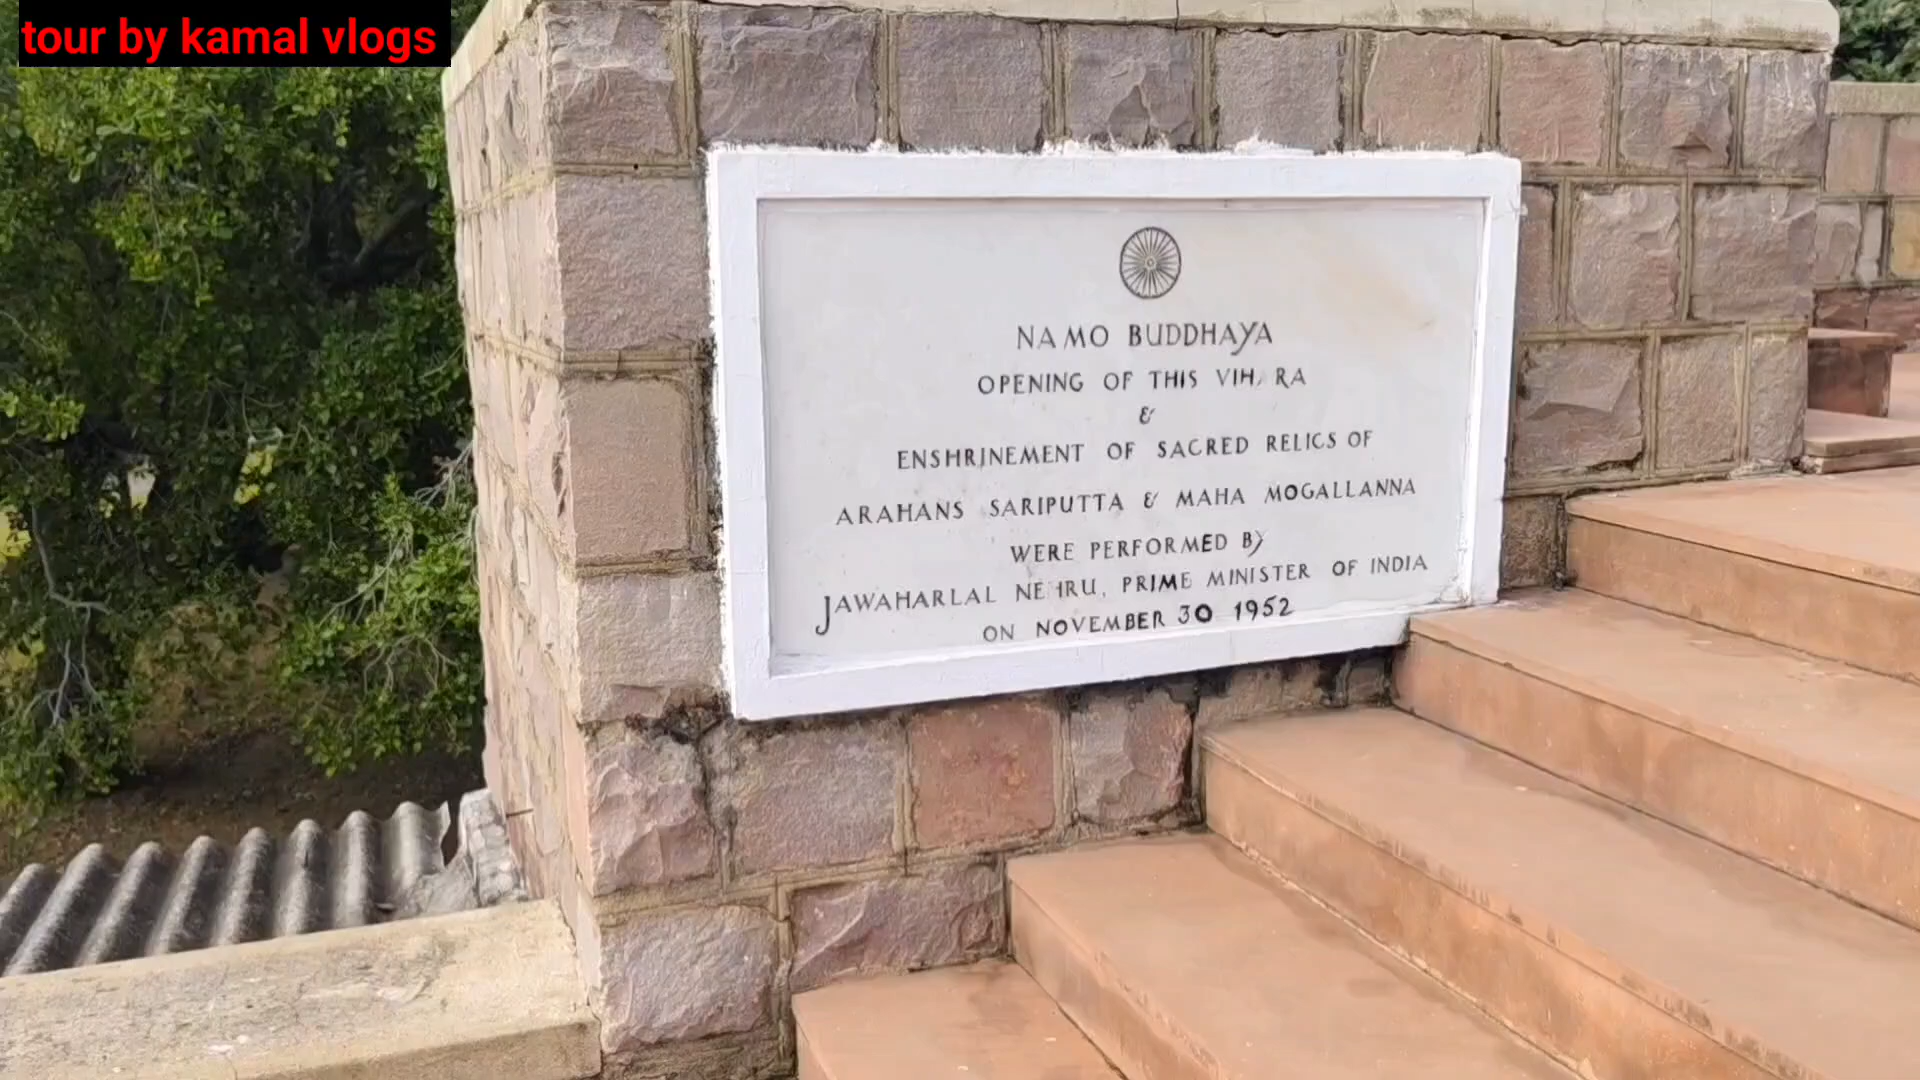 tour by kamal vlogs
NAMO BUDDHAYA
OPENING OF THIS VIHARA
&
ENSHRINEMENT OF SACRED RELICS OF
ARAHANS SARIPUTTA & MAHA MOGALLANNA
WERE PERFORMED BY
JAWAHARLAL NEHRU, PRIME MINISTER OF INDIA
ON NOVEMBER 30 1952